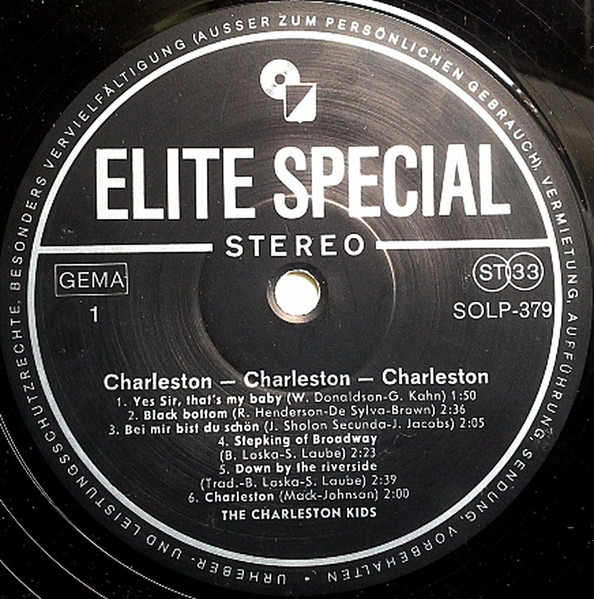 URHEBER- UND LEISTUNGSSCHUTZRECHTE, BESONDERS VERVIELFÄLTIGUNG (AUSSER ZUM PERSÖNLICHEN GEBRAUCH), VERMIETUNG, AUFFÜHRUNG, SENDUNG, VORBEHALTEN. •
ELITE SPECIAL
STEREO
GEMA
ST 33
1
SOLP-379
Charleston — Charleston — Charleston
1. Yes Sir, that's my baby (W. Donaldson-G. Kahn) 1:50
2. Black bottom (R. Henderson-De Sylva-Brown) 2:36
3. Bei mir bist du schön (J. Sholon Secunda-J. Jacobs) 2:05
4. Stepking of Broadway
(B. Loska-S. Laube) 2:23
5. Down by the riverside
(Trad.-B. Loska-S. Laube) 2:39
6. Charleston (Mack-Johnson) 2:00
THE CHARLESTON KIDS